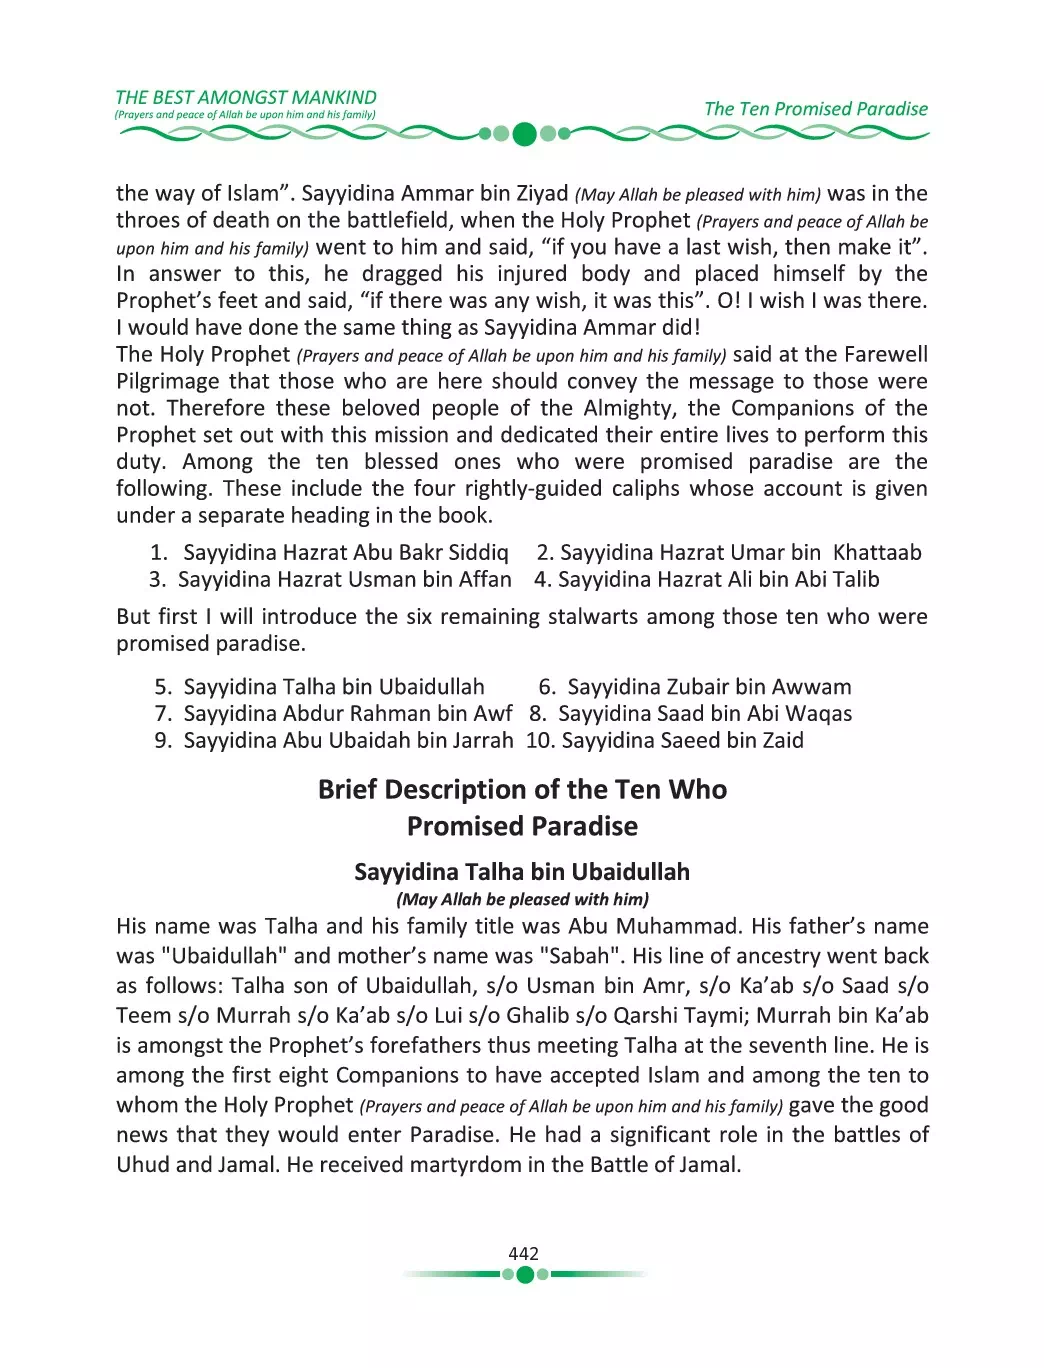 THE BEST AMONGST MANKIND
(Prayers and peace of Allah be upon him and his family)
The Ten Promised Paradise
the way of Islam”. Sayyidina Ammar bin Ziyad (May Allah be pleased with him) was in the
throes of death on the battlefield, when the Holy Prophet (Prayers and peace of Allah be
upon him and his family) went to him and said, “if you have a last wish, then make it”.
In answer to this, he dragged his injured body and placed himself by the
Prophet’s feet and said, “if there was any wish, it was this”. O! I wish I was there.
I would have done the same thing as Sayyidina Ammar did!
The Holy Prophet (Prayers and peace of Allah be upon him and his family) said at the Farewell
Pilgrimage that those who are here should convey the message to those were
not. Therefore these beloved people of the Almighty, the Companions of the
Prophet set out with this mission and dedicated their entire lives to perform this
duty. Among the ten blessed ones who were promised paradise are the
following. These include the four rightly-guided caliphs whose account is given
under a separate heading in the book.
1. Sayyidina Hazrat Abu Bakr Siddiq 2. Sayyidina Hazrat Umar bin Khattaab
3. Sayyidina Hazrat Usman bin Affan 4. Sayyidina Hazrat Ali bin Abi Talib
But first I will introduce the six remaining stalwarts among those ten who were
promised paradise.
5. Sayyidina Talha bin Ubaidullah 6. Sayyidina Zubair bin Awwam
7. Sayyidina Abdur Rahman bin Awf 8. Sayyidina Saad bin Abi Waqas
9. Sayyidina Abu Ubaidah bin Jarrah 10. Sayyidina Saeed bin Zaid
Brief Description of the Ten Who
Promised Paradise
Sayyidina Talha bin Ubaidullah
(May Allah be pleased with him)
His name was Talha and his family title was Abu Muhammad. His father’s name
was "Ubaidullah" and mother’s name was "Sabah". His line of ancestry went back
as follows: Talha son of Ubaidullah, s/o Usman bin Amr, s/o Ka’ab s/o Saad s/o
Teem s/o Murrah s/o Ka’ab s/o Lui s/o Ghalib s/o Qarshi Taymi; Murrah bin Ka’ab
is amongst the Prophet’s forefathers thus meeting Talha at the seventh line. He is
among the first eight Companions to have accepted Islam and among the ten to
whom the Holy Prophet (Prayers and peace of Allah be upon him and his family) gave the good
news that they would enter Paradise. He had a significant role in the battles of
Uhud and Jamal. He received martyrdom in the Battle of Jamal.
442